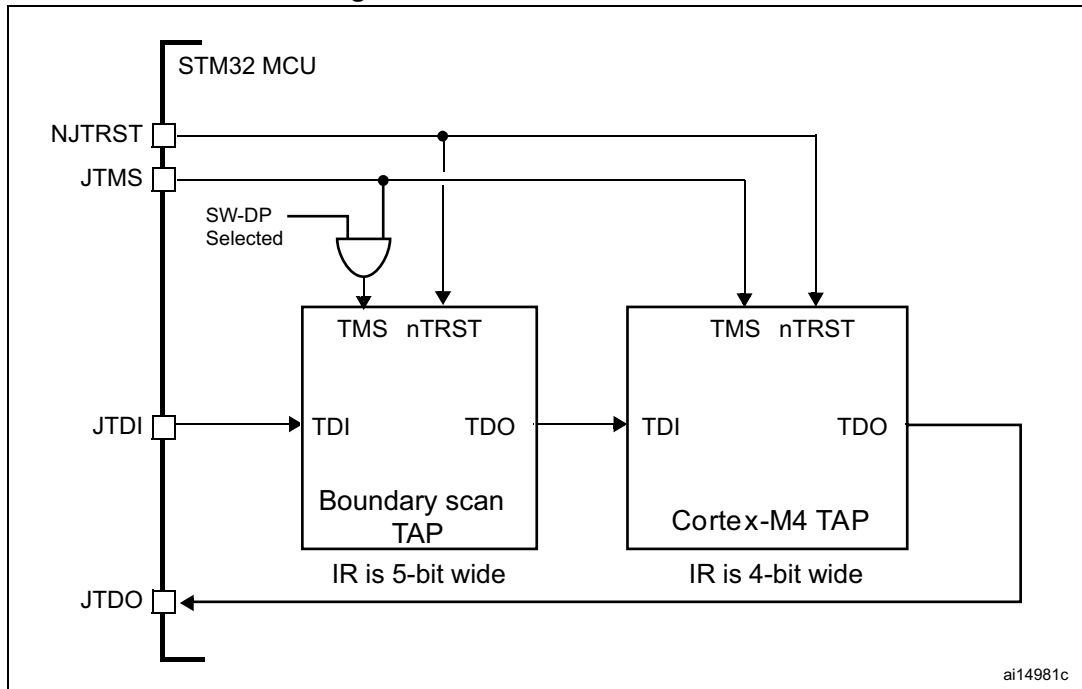 STM32 MCU
NJTRST
JTMS
SW-DP
Selected
TMS nTRST
TMS nTRST
JTDI
TDI
TDO
TDI
TDO
Boundary scan
TAP
Cortex-M4 TAP
IR is 5-bit wide
IR is 4-bit wide
JTDO
ai14981c